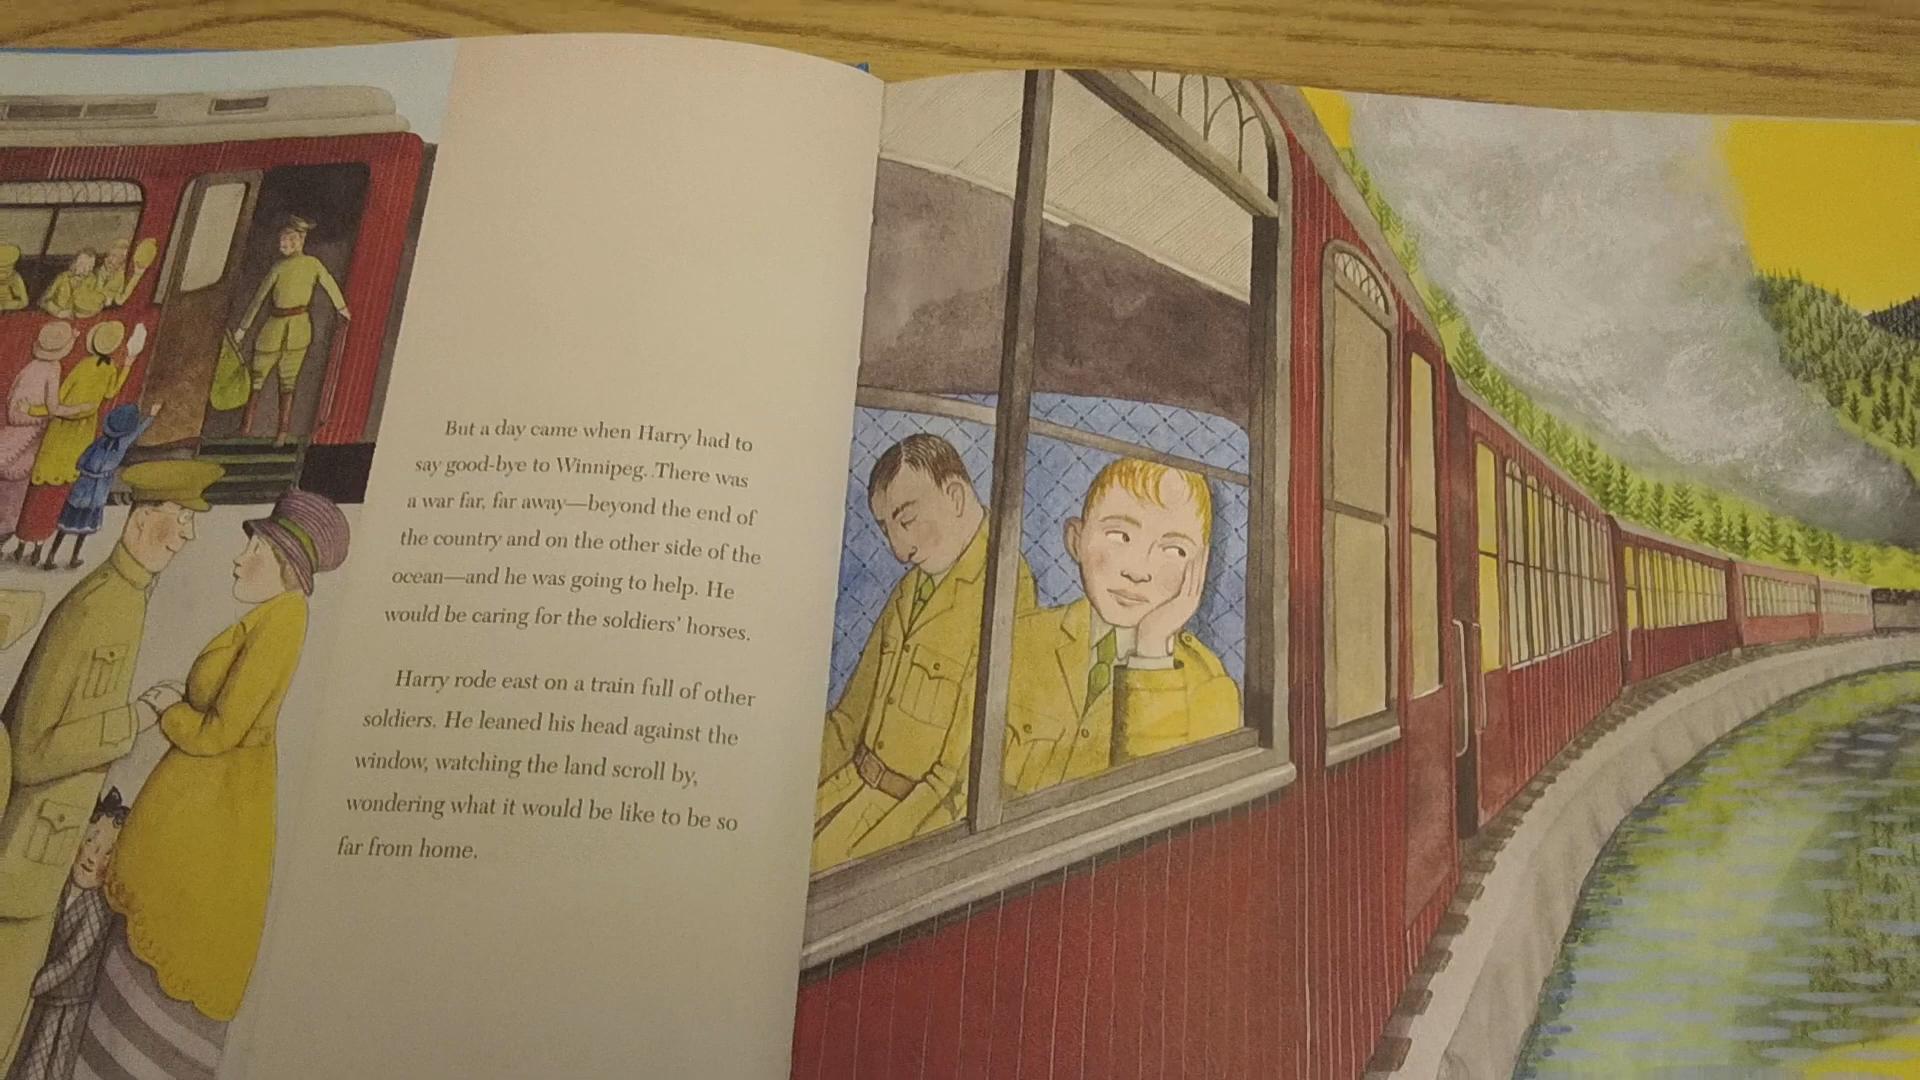 But a day came when Harry had to
say good-bye to Winnipeg. There was
a war far, far away—beyond the end of
the country and on the other side of the
ocean—and he was going to help. He
would be caring for the soldiers' horses.
Harry rode east on a train full of other
soldiers. He leaned his head against the
window, watching the land scroll by,
wondering what it would be like to be so
far from home.